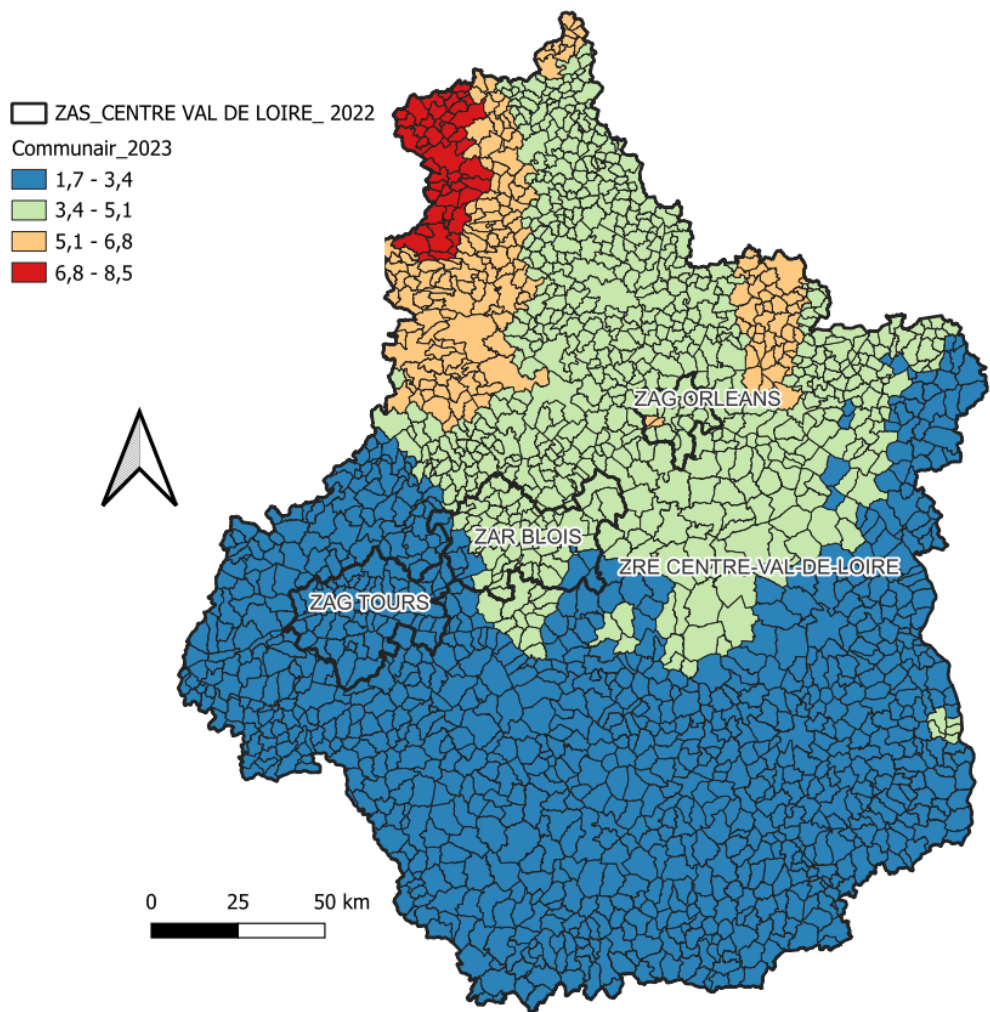 ZAS_CENTRE VAL DE LOIRE_ 2022
Communair_2023
1,7 - 3,4
3,4 - 5,1
5,1 - 6,8
6,8 - 8,5
ZAG ORLEANS
ZAR BLOIS
ZRE CENTRE-VAL-DE-LOIRE
ZAG TOURS
0 25 50 km